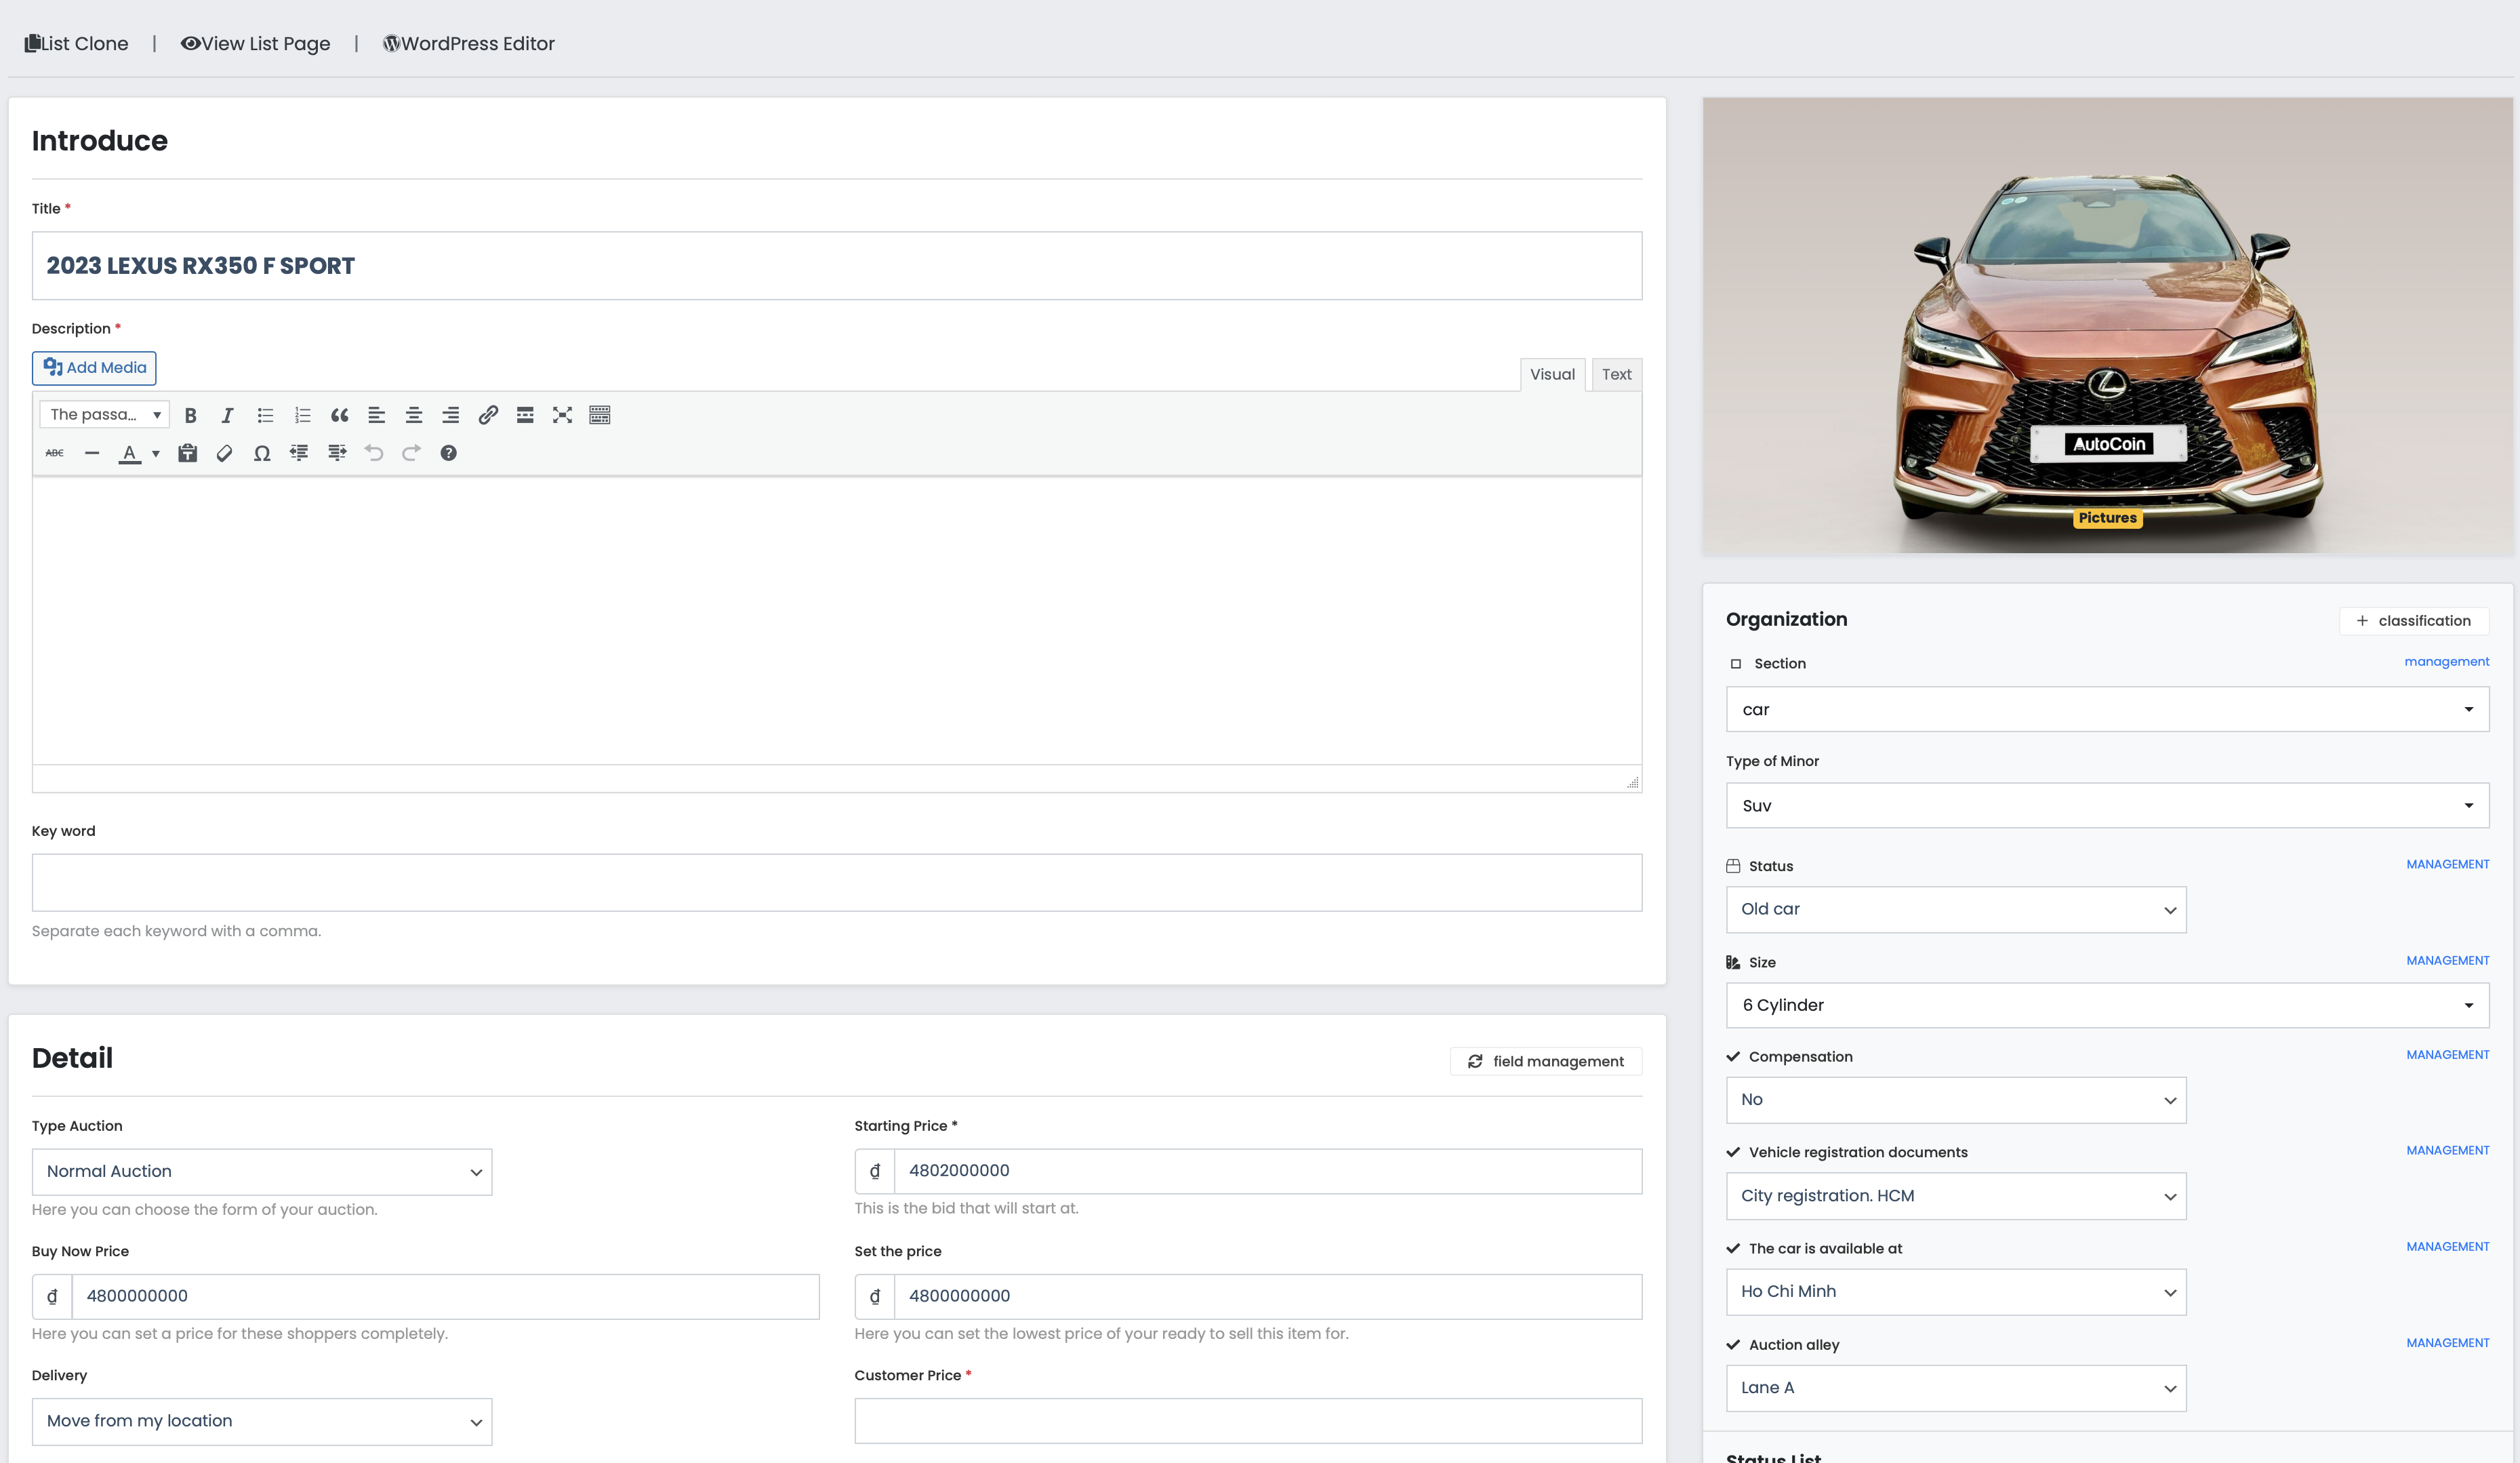 List Clone | View List Page | WordPress Editor
Introduce
Title *
2023 LEXUS RX350 F SPORT
Description *
Add Media
Visual Text
The passa...
ABC
Key word
Separate each keyword with a comma.
Detail
field management
Type Auction
Normal Auction
Here you can choose the form of your auction.
Starting Price *
₫ 4802000000
This is the bid that will start at.
Buy Now Price
₫ 4800000000
Here you can set a price for these shoppers completely.
Set the price
₫ 4800000000
Here you can set the lowest price of your ready to sell this item for.
Delivery
Move from my location
Customer Price *
AutoCoin
Pictures
Organization
+ classification
Section
management
car
Type of Minor
Suv
Status
MANAGEMENT
Old car
Size
MANAGEMENT
6 Cylinder
Compensation
MANAGEMENT
No
Vehicle registration documents
MANAGEMENT
City registration. HCM
The car is available at
MANAGEMENT
Ho Chi Minh
Auction alley
MANAGEMENT
Lane A
Status List